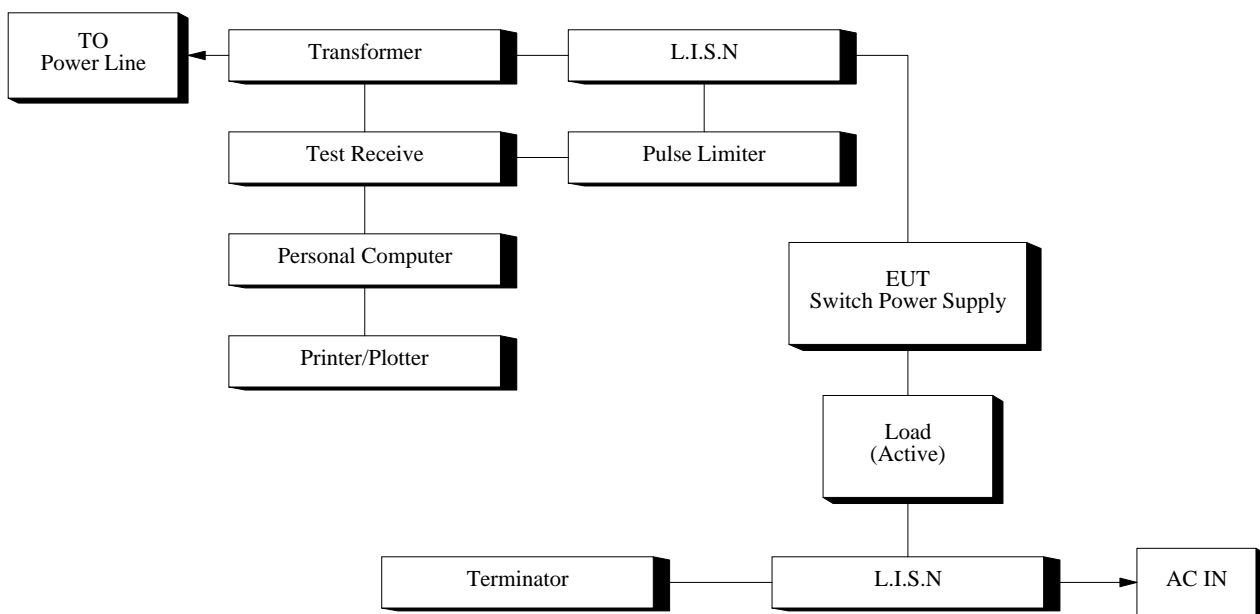 TO
Power Line
Transformer
L.I.S.N
Test Receive
Pulse Limiter
Personal Computer
EUT
Switch Power Supply
Printer/Plotter
Load
(Active)
Terminator
L.I.S.N
AC IN